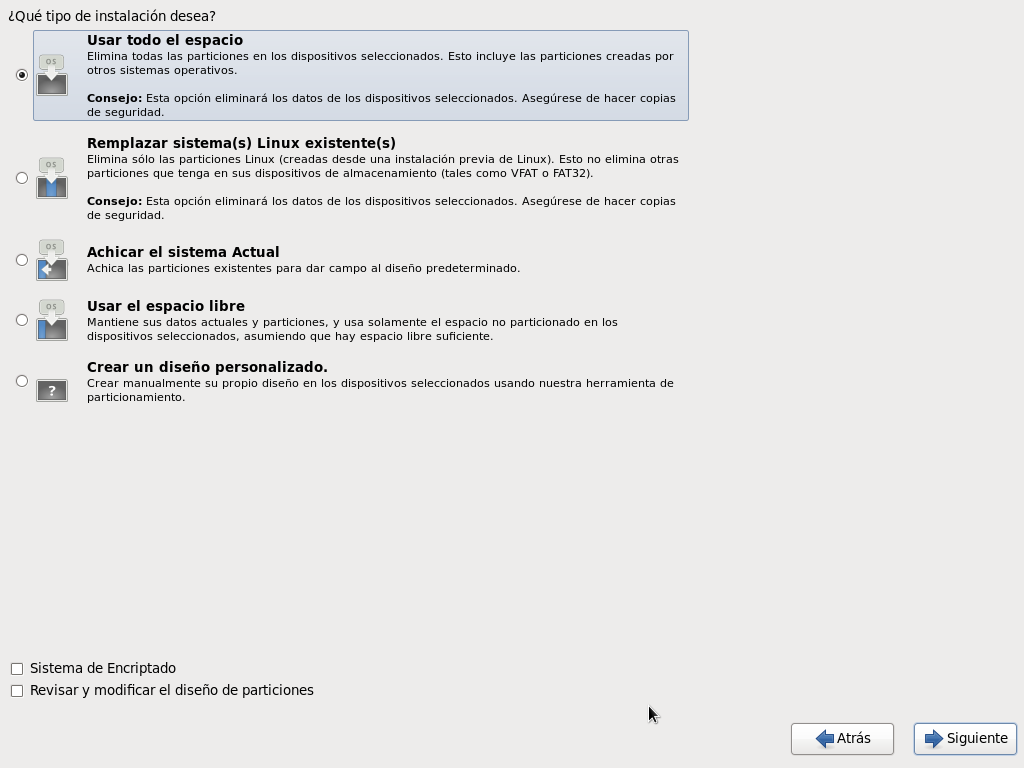 ¿Qué tipo de instalación desea?
OS
Usar todo el espacio
Elimina todas las particiones en los dispositivos seleccionados. Esto incluye las particiones creadas por
otros sistemas operativos.
Consejo: Esta opción eliminará los datos de los dispositivos seleccionados. Asegúrese de hacer copias
de seguridad.
OS
Remplazar sistema(s) Linux existente(s)
Elimina sólo las particiones Linux (creadas desde una instalación previa de Linux). Esto no elimina otras
particiones que tenga en sus dispositivos de almacenamiento (tales como VFAT o FAT32).
Consejo: Esta opción eliminará los datos de los dispositivos seleccionados. Asegúrese de hacer copias
de seguridad.
OS
Achicar el sistema Actual
Achica las particiones existentes para dar campo al diseño predeterminado.
OS
Usar el espacio libre
Mantiene sus datos actuales y particiones, y usa solamente el espacio no particionado en los
dispositivos seleccionados, asumiendo que hay espacio libre suficiente.
?
Crear un diseño personalizado.
Crear manualmente su propio diseño en los dispositivos seleccionados usando nuestra herramienta de
particionamiento.
Sistema de Encriptado
Revisar y modificar el diseño de particiones
Atrás
Siguiente